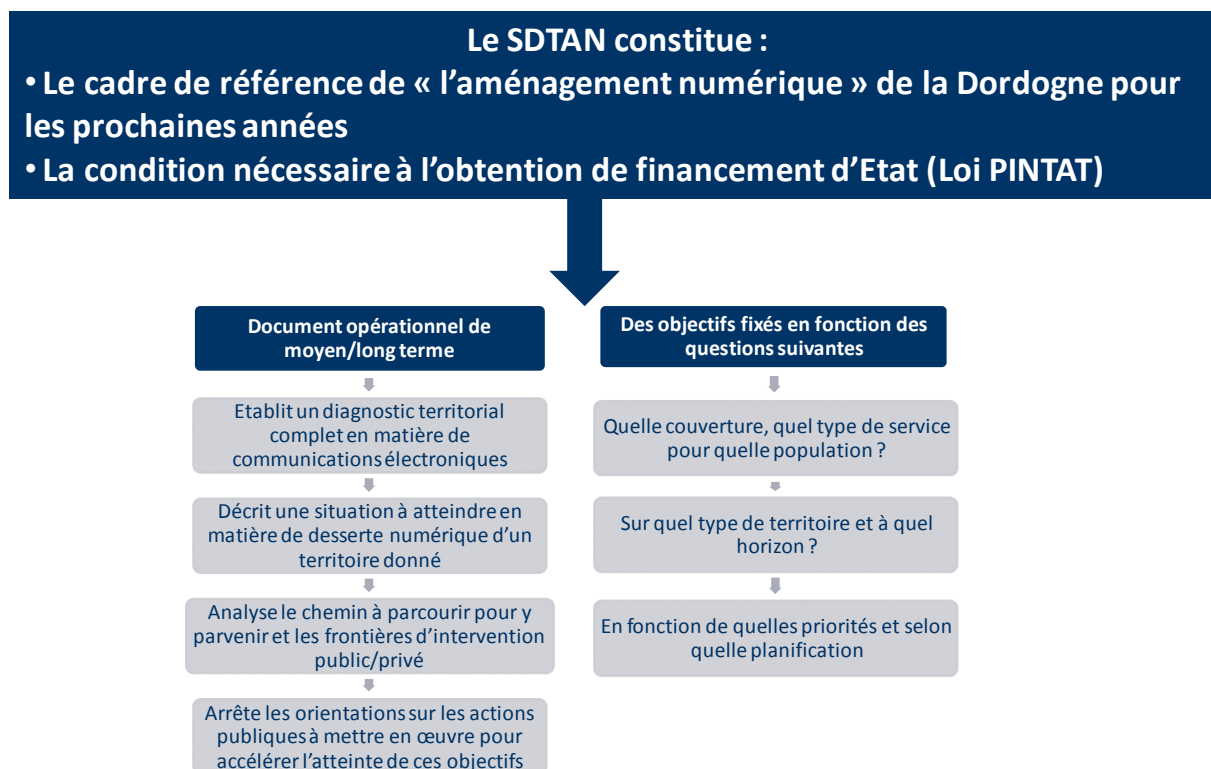 Le SDTAN constitue :
• Le cadre de référence de « l’aménagement numérique » de la Dordogne pour
les prochaines années
• La condition nécessaire à l’obtention de financement d’Etat (Loi PINTAT)
Document opérationnel de
moyen/long terme
Etablit un diagnostic territorial
complet en matière de
communications électroniques
Décrit une situation à atteindre en
matière de desserte numérique d’un
territoire donné
Analyse le chemin à parcourir pour y
parvenir et les frontières d’intervention
public/privé
Arrête les orientations sur les actions
publiques à mettre en œuvre pour
accélérer l’atteinte de ces objectifs
Des objectifs fixés en fonction des
questions suivantes
Quelle couverture, quel type de service
pour quelle population ?
Sur quel type de territoire et à quel
horizon ?
En fonction de quelles priorités et selon
quelle planification